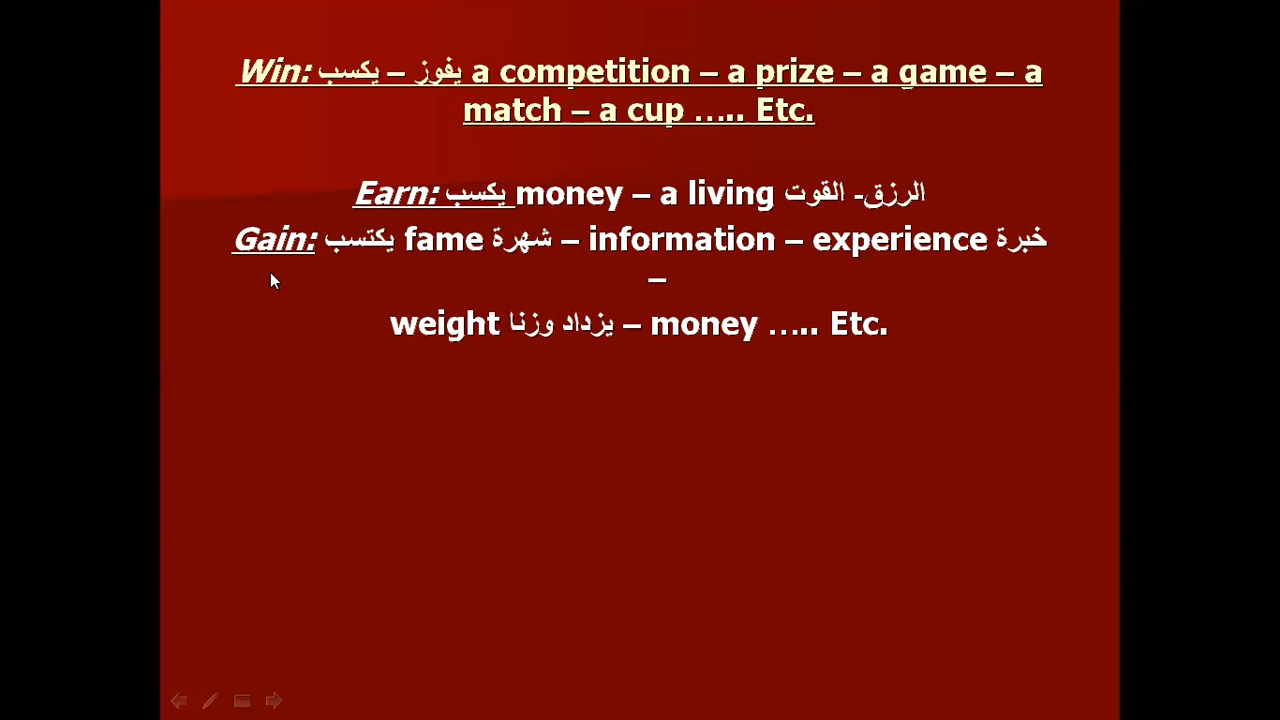 Win: يكسب – يفوز a competition – a prize – a game – a
match – a cup ….. Etc.
Earn: يكسب money – a living الرزق- القوت
Gain: يكتسب fame شهرة – information – experience خبرة
–
weight يزداد وزنا – money ….. Etc.